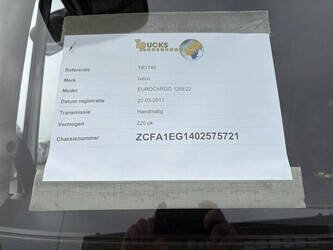 TRUCKS
Referentie TR1740
Merk Iveco
Model EUROCARGO 120E22
Datum registratie 22-03-2011
Transmissie Handmatig
Vermogen 220 pk
Chassisnummer ZCFA1EG1402575721